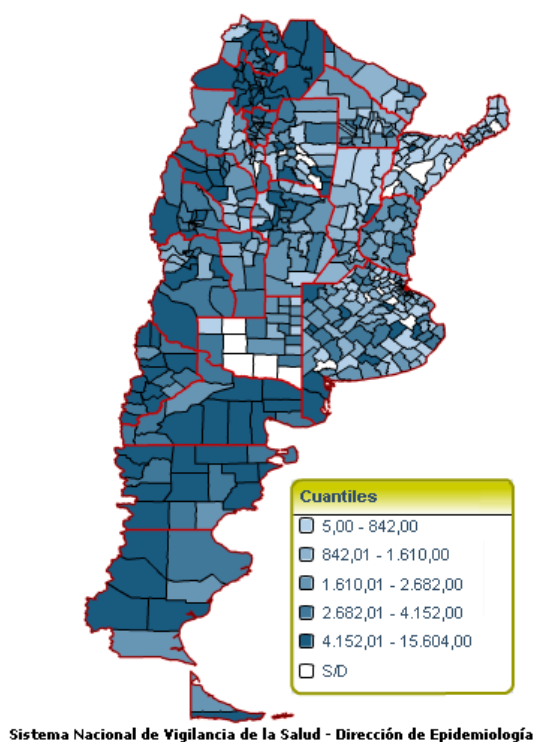 Cuantiles
5,00 - 842,00
842,01 - 1.610,00
1.610,01 - 2.682,00
2.682,01 - 4.152,00
4.152,01 - 15.604,00
S/D
Sistema Nacional de Vigilancia de la Salud - Dirección de Epidemiología